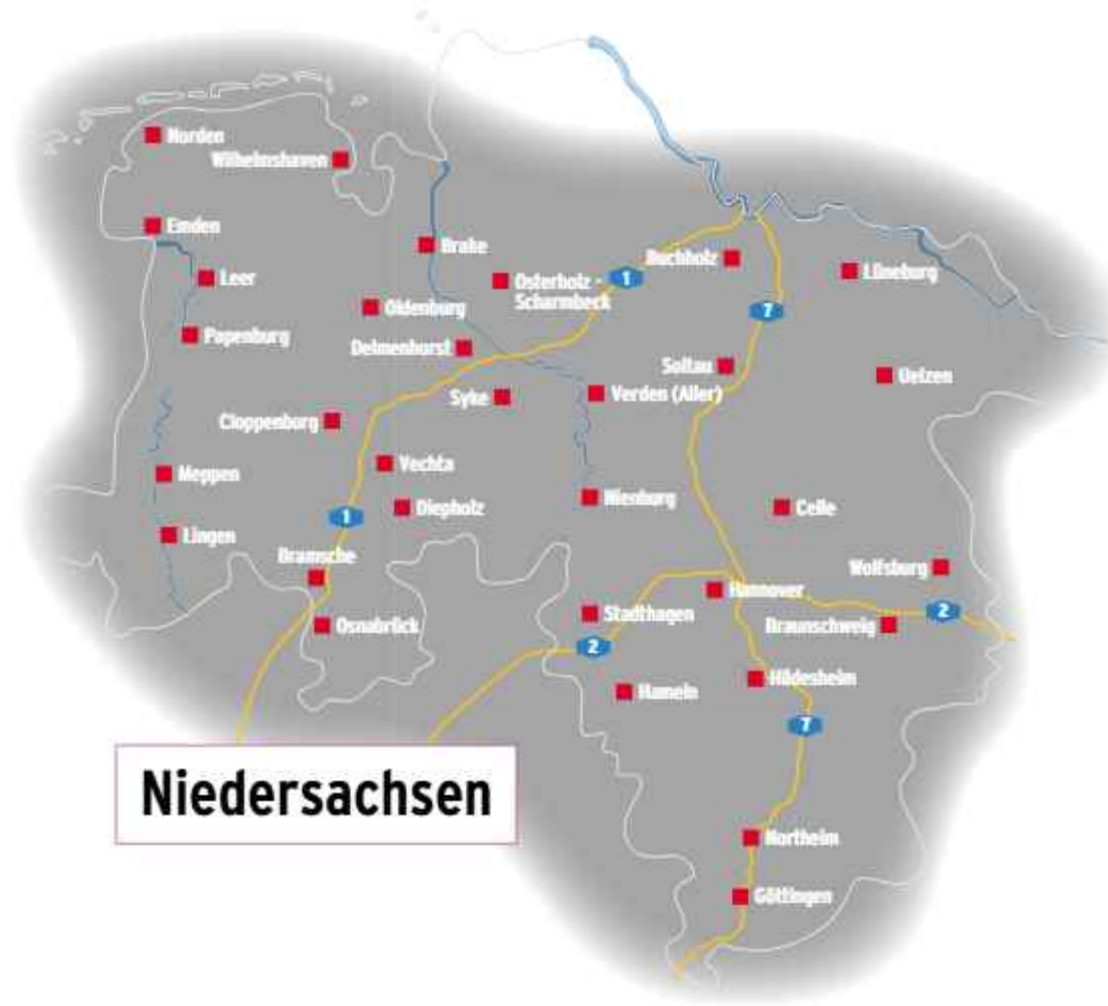 Norden
Wilhelmshaven
Emden
Brake
Buchholz
Lüneburg
Leer
Osterholz -
Scharmbeck
1
Oldenburg
7
Papenburg
Delmenhorst
Soltau
Uelzen
Syke
Verden (Aller)
Cloppenburg
Vechta
Meppen
Nienburg
Diepholz
Celle
1
Lingen
Bramsche
Wolfsburg
Hannover
Stadthagen
2
Osnabrück
Braunschweig
2
Hildesheim
Hameln
7
Niedersachsen
Northeim
Göttingen